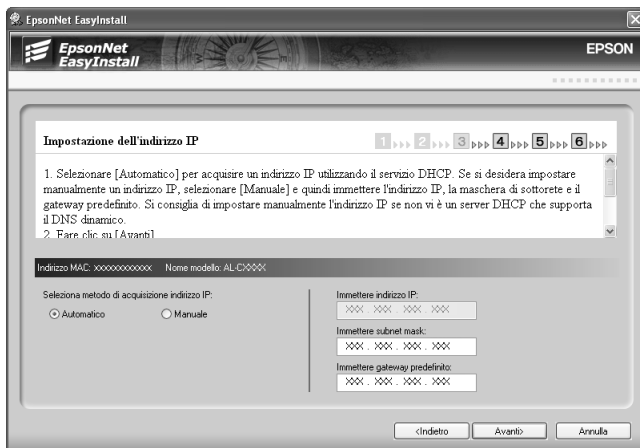 EpsonNet EasyInstall
EpsonNet
EasyInstall
EPSON
Impostazione dell'indirizzo IP
1 2 3 4 5 6
1. Selezionare [Automatico] per acquisire un indirizzo IP utilizzando il servizio DHCP. Se si desidera impostare
manualmente un indirizzo IP, selezionare [Manuale] e quindi immettere l'indirizzo IP, la maschera di sottorete e il
gateway predefinito. Si consiglia di impostare manualmente l'indirizzo IP se non vi è un server DHCP che supporta
il DNS dinamico.
2. Fare clic su [Avanti]
Indirizzo MAC: xxxxxxxxxxxx Nome modello: AL-CXXXX
Seleziona metodo di acquisizione indirizzo IP:
Automatico Manuale
Immettere indirizzo IP:
XXX . XXX . XXX . XXX
Immettere subnet mask:
XXX . XXX . XXX . XXX
Immettere gateway predefinito:
XXX . XXX . XXX . XXX
<Indietro Avanti> Annulla